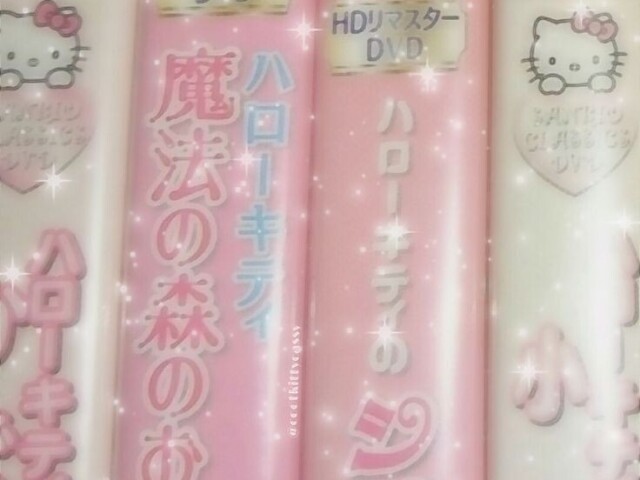 SANRIO
CLASSICS
DVD
ハローキティ
ハローキティ
魔法の森のお
HDリマスター
DVD
ハローキティの
シ
SANRIO
CLASSICS
DVD
小